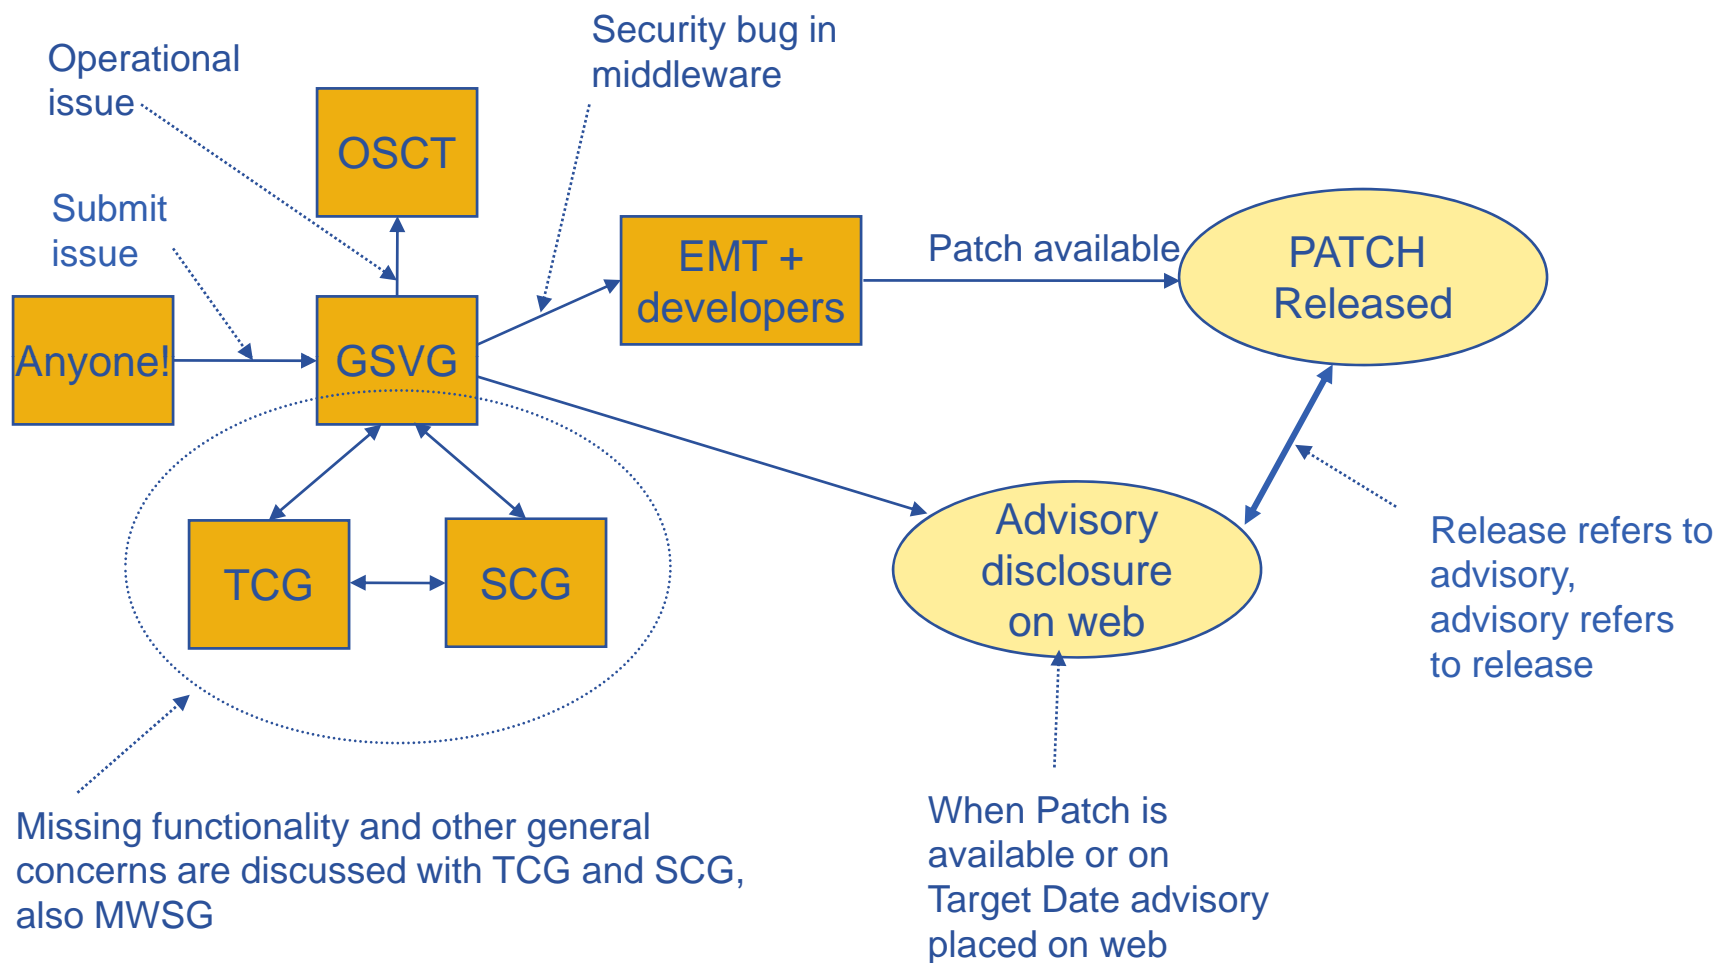 Security bug in
middleware
Operational
issue
OSCT
Submit
issue
EMT +
developers
Patch available
PATCH
Released
Anyone!
GSVG
Advisory
disclosure
on web
TCG
SCG
Release refers to
advisory,
advisory refers
to release
Missing functionality and other general
concerns are discussed with TCG and SCG,
also MWSG
When Patch is
available or on
Target Date advisory
placed on web